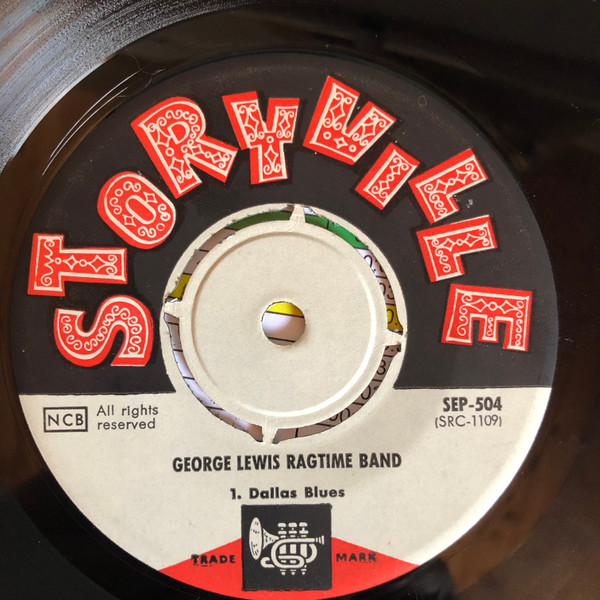 STORYVILLE
NCB
All rights
reserved
SEP-504
(SRC-1109)
GEORGE LEWIS RAGTIME BAND
1. Dallas Blues
TRADE MARK